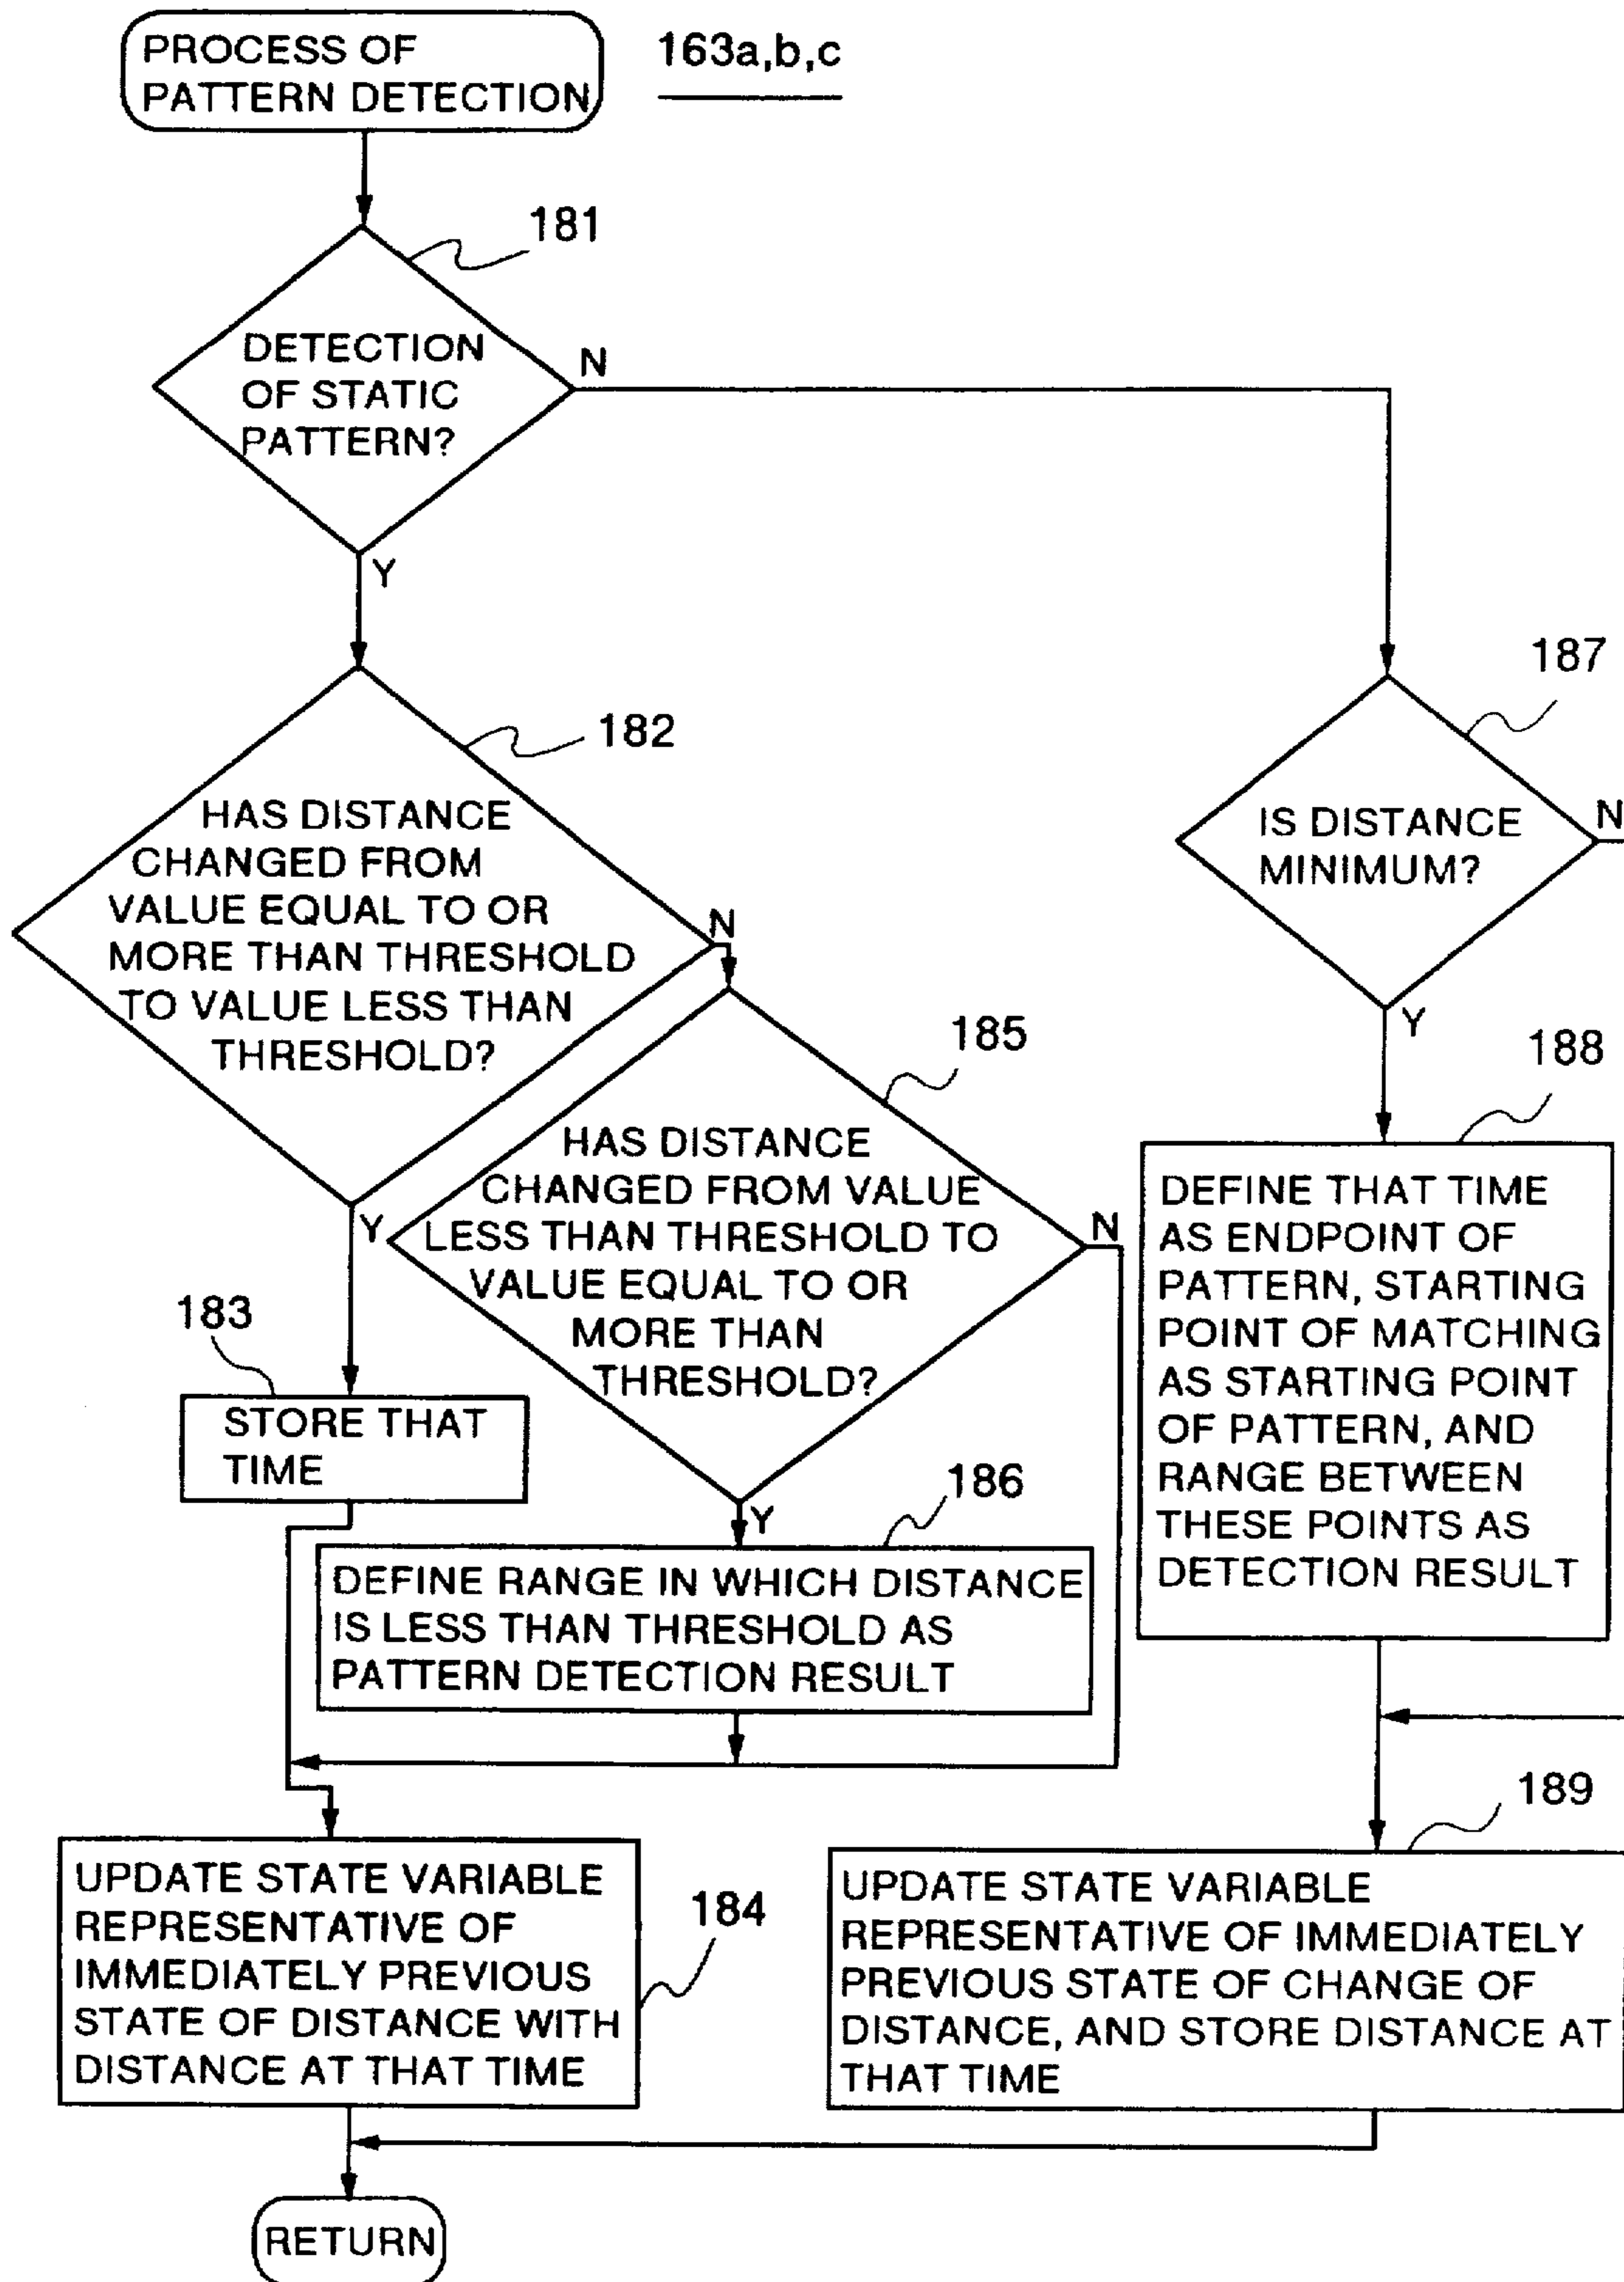 PROCESS OF
PATTERN DETECTION
163a,b,c
181
DETECTION
OF STATIC
PATTERN?
N
Y
182
HAS DISTANCE
CHANGED FROM
VALUE EQUAL TO OR
MORE THAN THRESHOLD
TO VALUE LESS THAN
THRESHOLD?
N
Y
183
STORE THAT
TIME
185
HAS DISTANCE
CHANGED FROM VALUE
LESS THAN THRESHOLD TO
VALUE EQUAL TO OR
MORE THAN
THRESHOLD?
N
Y
186
DEFINE RANGE IN WHICH DISTANCE
IS LESS THAN THRESHOLD AS
PATTERN DETECTION RESULT
184
UPDATE STATE VARIABLE
REPRESENTATIVE OF
IMMEDIATELY PREVIOUS
STATE OF DISTANCE WITH
DISTANCE AT THAT TIME
187
IS DISTANCE
MINIMUM?
N
Y
188
DEFINE THAT TIME
AS ENDPOINT OF
PATTERN, STARTING
POINT OF MATCHING
AS STARTING POINT
OF PATTERN, AND
RANGE BETWEEN
THESE POINTS AS
DETECTION RESULT
189
UPDATE STATE VARIABLE
REPRESENTATIVE OF IMMEDIATELY
PREVIOUS STATE OF CHANGE OF
DISTANCE, AND STORE DISTANCE AT
THAT TIME
RETURN